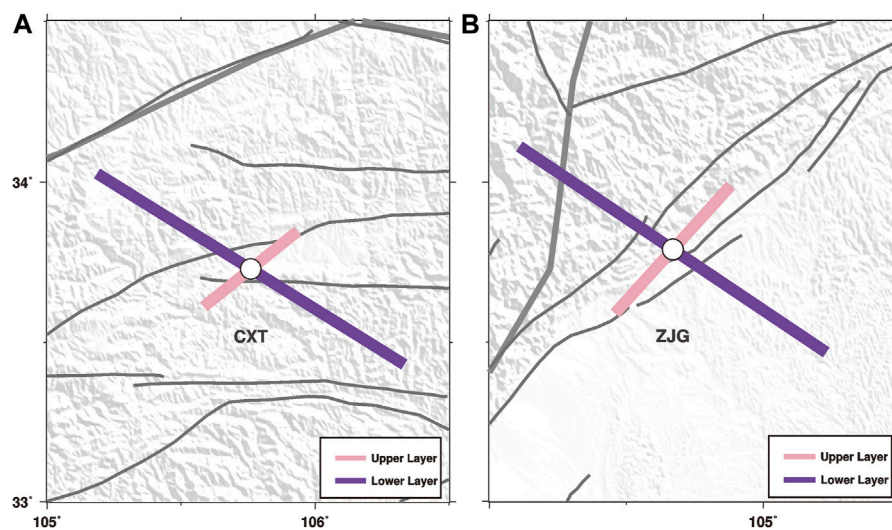 A
B
34°
CXT
ZJG
Upper Layer
Lower Layer
Upper Layer
Lower Layer
33°
105°
106°
105°